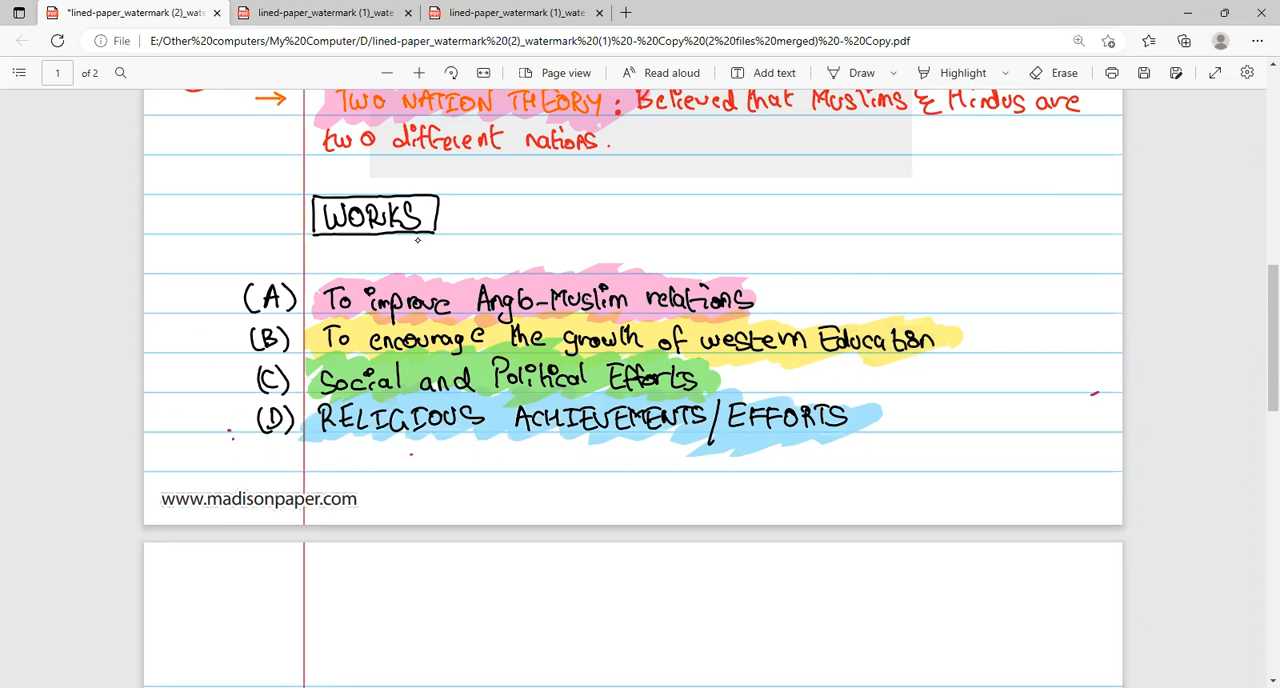 *lined-paper_watermark (2)_wate
lined-paper_watermark (1)_wate
lined-paper_watermark (1)_wate
File
E:/Other%20computers/My%20Computer/D/lined-paper_watermark%20(2)_watermark%20(1)%20-%20Copy%20(2%20files%20merged)%20-%20Copy.pdf
1 of 2
Page view
Read aloud
Add text
Draw
Highlight
Erase
TWO NATION THEORY: Believed that Muslims & Hindus are
two different nations.
WORKS
(A) To improve Anglo-Muslim relations
(B) To encourage the growth of western Education
(C) Social and Political Efforts
(D) RELIGIOUS ACHIEVEMENTS/EFFORTS
www.madisonpaper.com